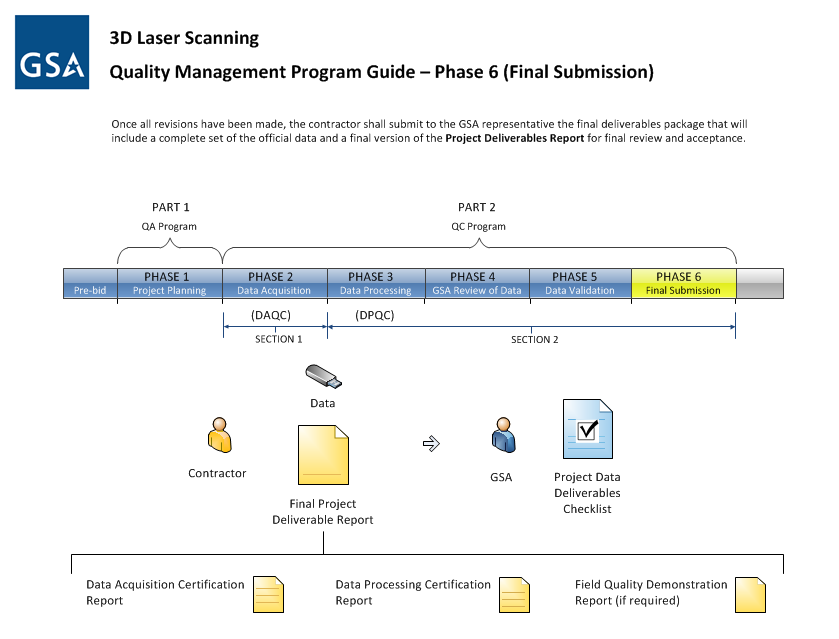 GSA
3D Laser Scanning
Quality Management Program Guide – Phase 6 (Final Submission)
Once all revisions have been made, the contractor shall submit to the GSA representative the final deliverables package that will
include a complete set of the official data and a final version of the Project Deliverables Report for final review and acceptance.
PART 1
PART 2
QA Program
QC Program
PHASE 1
PHASE 2
PHASE 3
PHASE 4
PHASE 5
PHASE 6
Pre-bid
Project Planning
Data Acquisition
Data Processing
GSA Review of Data
Data Validation
Final Submission
(DAQC)
(DPQC)
SECTION 1
SECTION 2
Data
Contractor
GSA
Project Data
Deliverables
Checklist
Final Project
Deliverable Report
Data Acquisition Certification
Report
Data Processing Certification
Report
Field Quality Demonstration
Report (if required)